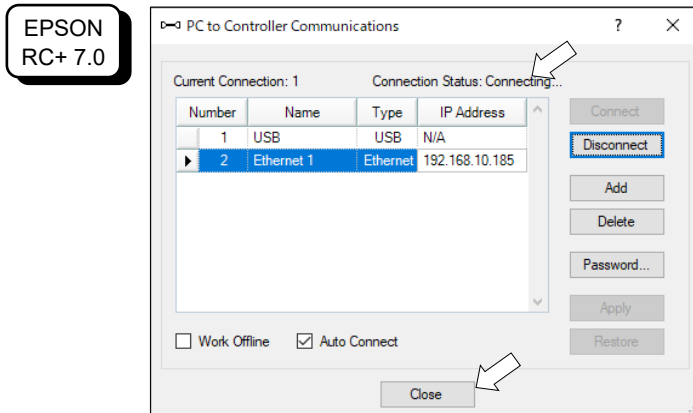 EPSON
RC+ 7.0
PC to Controller Communications
?
Current Connection: 1 Connection Status: Connecting...
Number Name Type IP Address
1 USB USB N/A
2 Ethernet 1 Ethernet 192.168.10.185
Connect
Disconnect
Add
Delete
Password...
Apply
Restore
Work Offline Auto Connect
Close